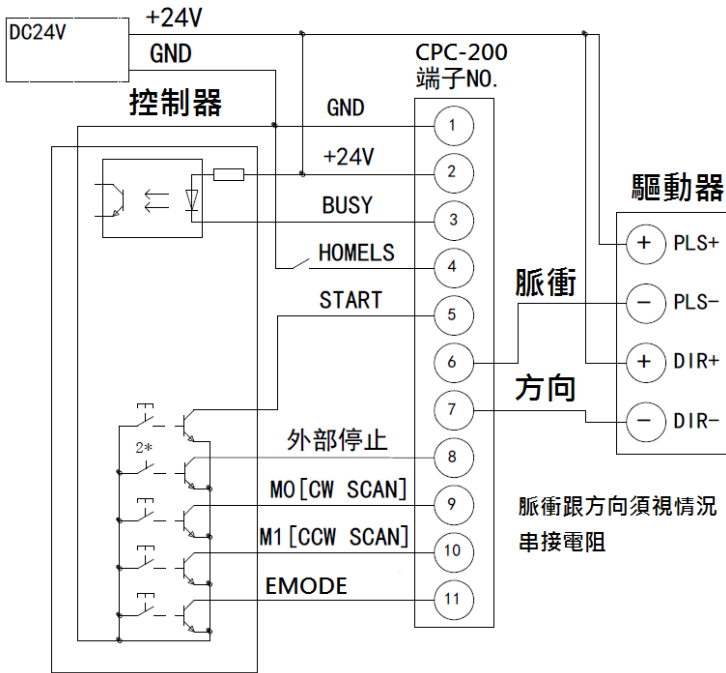 DC24V
+24V
GND
CPC-200
端子NO.
控制器
GND
1
+24V
2
BUSY
3
HOMELS
4
START
5
6
7
2*
外部停止
8
M0[CW SCAN]
9
M1[CCW SCAN]
10
EMODE
11
脈衝
方向
驅動器
+ PLS+
− PLS-
+ DIR+
− DIR-
脈衝跟方向須視情況
串接電阻